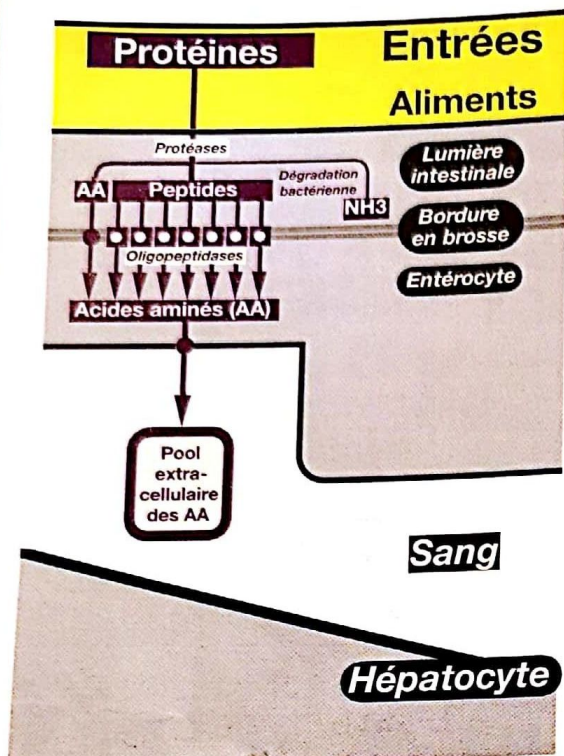 Protéines
Entrées
Aliments
Protéases
Lumière
intestinale
AA
Peptides
Dégradation
bactérienne
NH3
Bordure
en brosse
Oligopeptidases
Entérocyte
Acides aminés (AA)
Pool
extra-
cellulaire
des AA
Sang
Hépatocyte